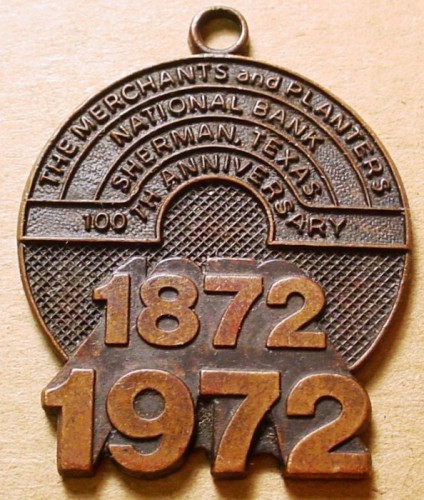 THE MERCHANTS and PLANTERS
NATIONAL BANK
SHERMAN, TEXAS
100TH ANNIVERSARY
1872
1972